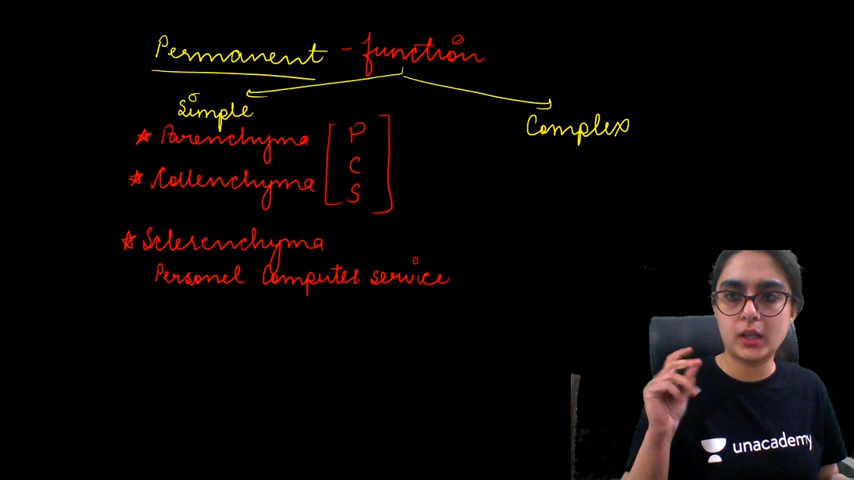 Permanent - function
Simple
Complex
* Parenchyma
* Collenchyma
P
C
S
* Sclerenchyma
Personel Computer service
unacademy